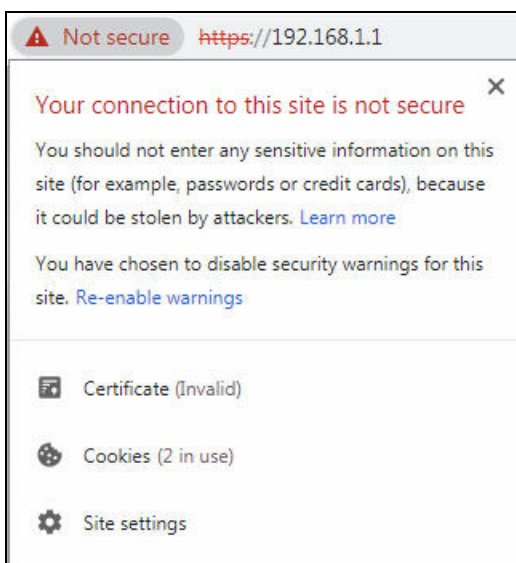 Not secure https://192.168.1.1
Your connection to this site is not secure
You should not enter any sensitive information on this
site (for example, passwords or credit cards), because
it could be stolen by attackers. Learn more
You have chosen to disable security warnings for this
site. Re-enable warnings
Certificate (Invalid)
Cookies (2 in use)
Site settings